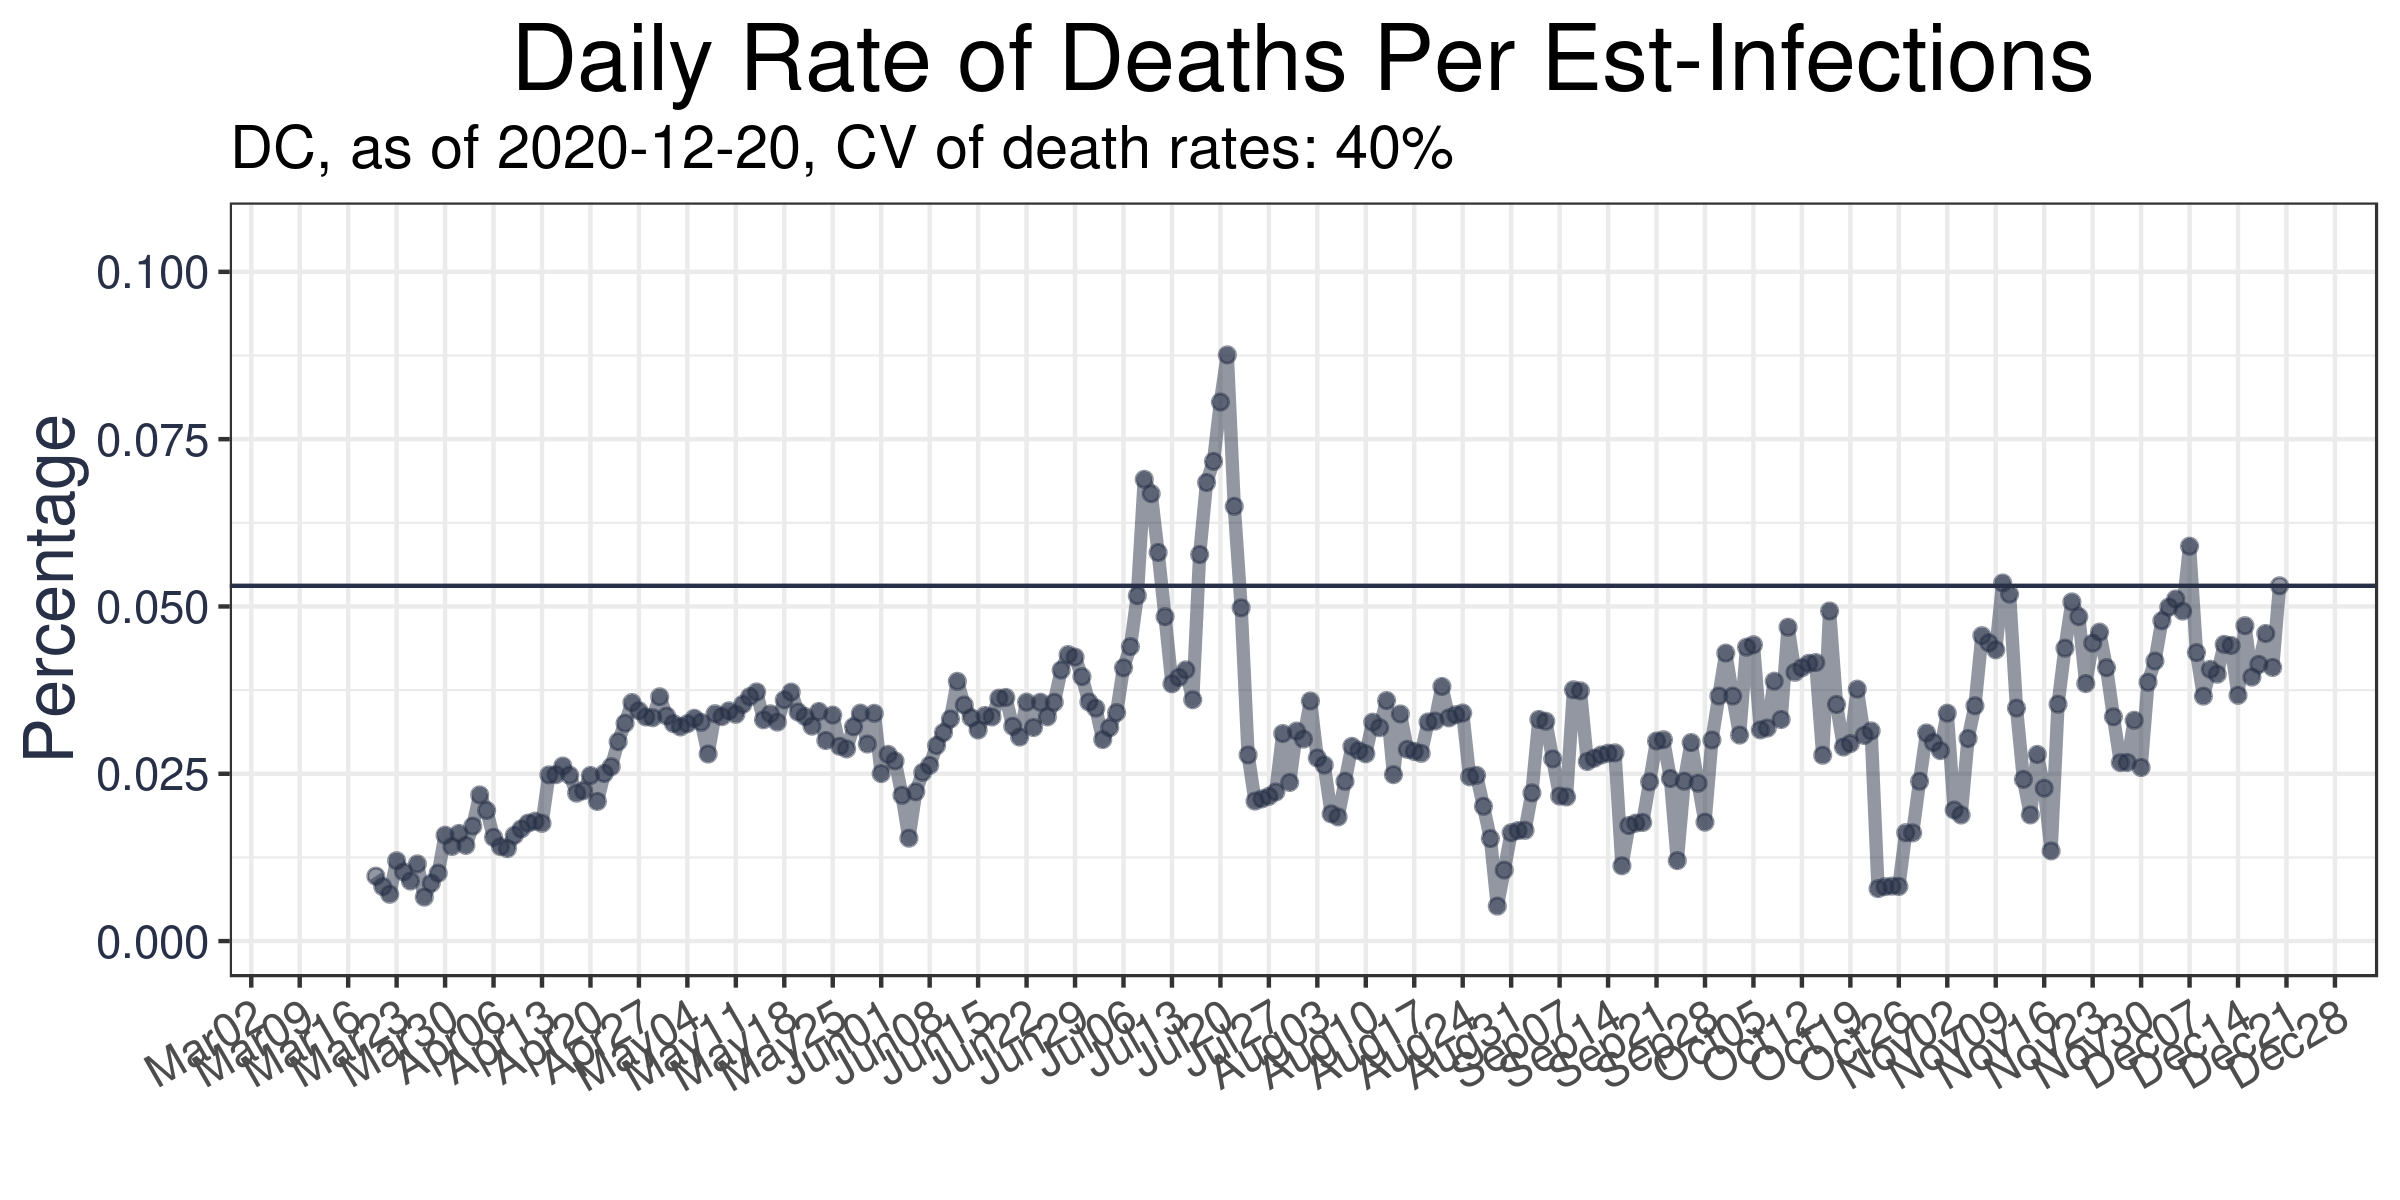 Daily Rate of Deaths Per Est-Infections
DC, as of 2020-12-20, CV of death rates: 40%
Percentage
0.100
0.075
0.050
0.025
0.000
Mar02
Mar09
Mar16
Mar23
Mar30
Apr06
Apr13
Apr20
Apr27
May04
May11
May18
May25
Jun01
Jun08
Jun15
Jun22
Jun29
Jul06
Jul13
Jul20
Jul27
Aug03
Aug10
Aug17
Aug24
Aug31
Sep07
Sep14
Sep21
Sep28
Oct05
Oct12
Oct19
Oct26
Nov02
Nov09
Nov16
Nov23
Nov30
Dec07
Dec14
Dec21
Dec28